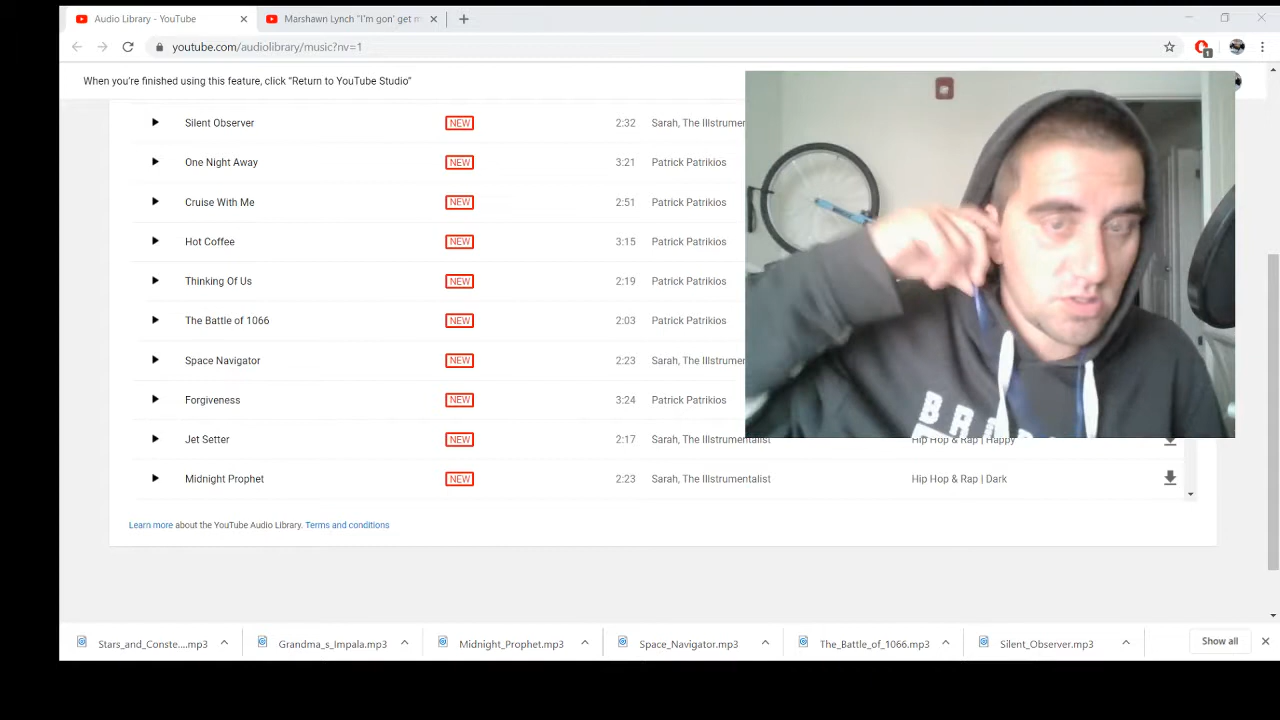 Audio Library - YouTube
Marshawn Lynch "I'm gon' get m
youtube.com/audiolibrary/music?nv=1
1
When you're finished using this feature, click "Return to YouTube Studio"
Silent Observer NEW 2:32 Sarah, The Illstrumen
One Night Away NEW 3:21 Patrick Patrikios
Cruise With Me NEW 2:51 Patrick Patrikios
Hot Coffee NEW 3:15 Patrick Patrikios
Thinking Of Us NEW 2:19 Patrick Patrikios
The Battle of 1066 NEW 2:03 Patrick Patrikios
Space Navigator NEW 2:23 Sarah, The Illstrumen
Forgiveness NEW 3:24 Patrick Patrikios
Jet Setter NEW 2:17 Sarah, The Illstrumentalist Hip Hop & Rap | Happy
Midnight Prophet NEW 2:23 Sarah, The Illstrumentalist Hip Hop & Rap | Dark
Learn more about the YouTube Audio Library. Terms and conditions
Stars_and_Conste....mp3 Grandma_s_Impala.mp3 Midnight_Prophet.mp3 Space_Navigator.mp3 The_Battle_of_1066.mp3 Silent_Observer.mp3 Show all